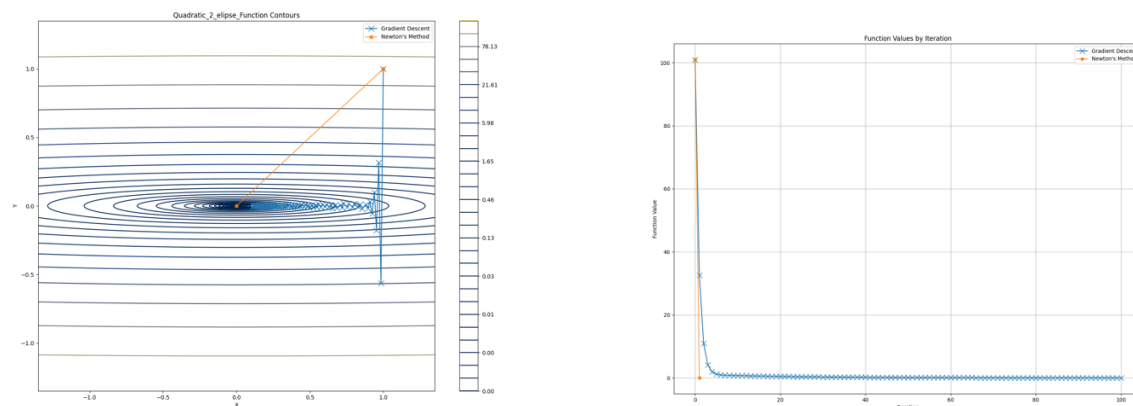 Quadratic_2_elipse_Function Contours
Gradient Descent
Newton's Method
1.0
0.5
0.0
−0.5
−1.0
Y
−1.0 −0.5 0.0 0.5 1.0
X
78.13
21.61
5.98
1.65
0.46
0.13
0.03
0.01
0.00
0.00
Function Values by Iteration
Gradient Descent
Newton's Method
100
80
60
40
20
0
Function Value
0 20 40 60 80 100